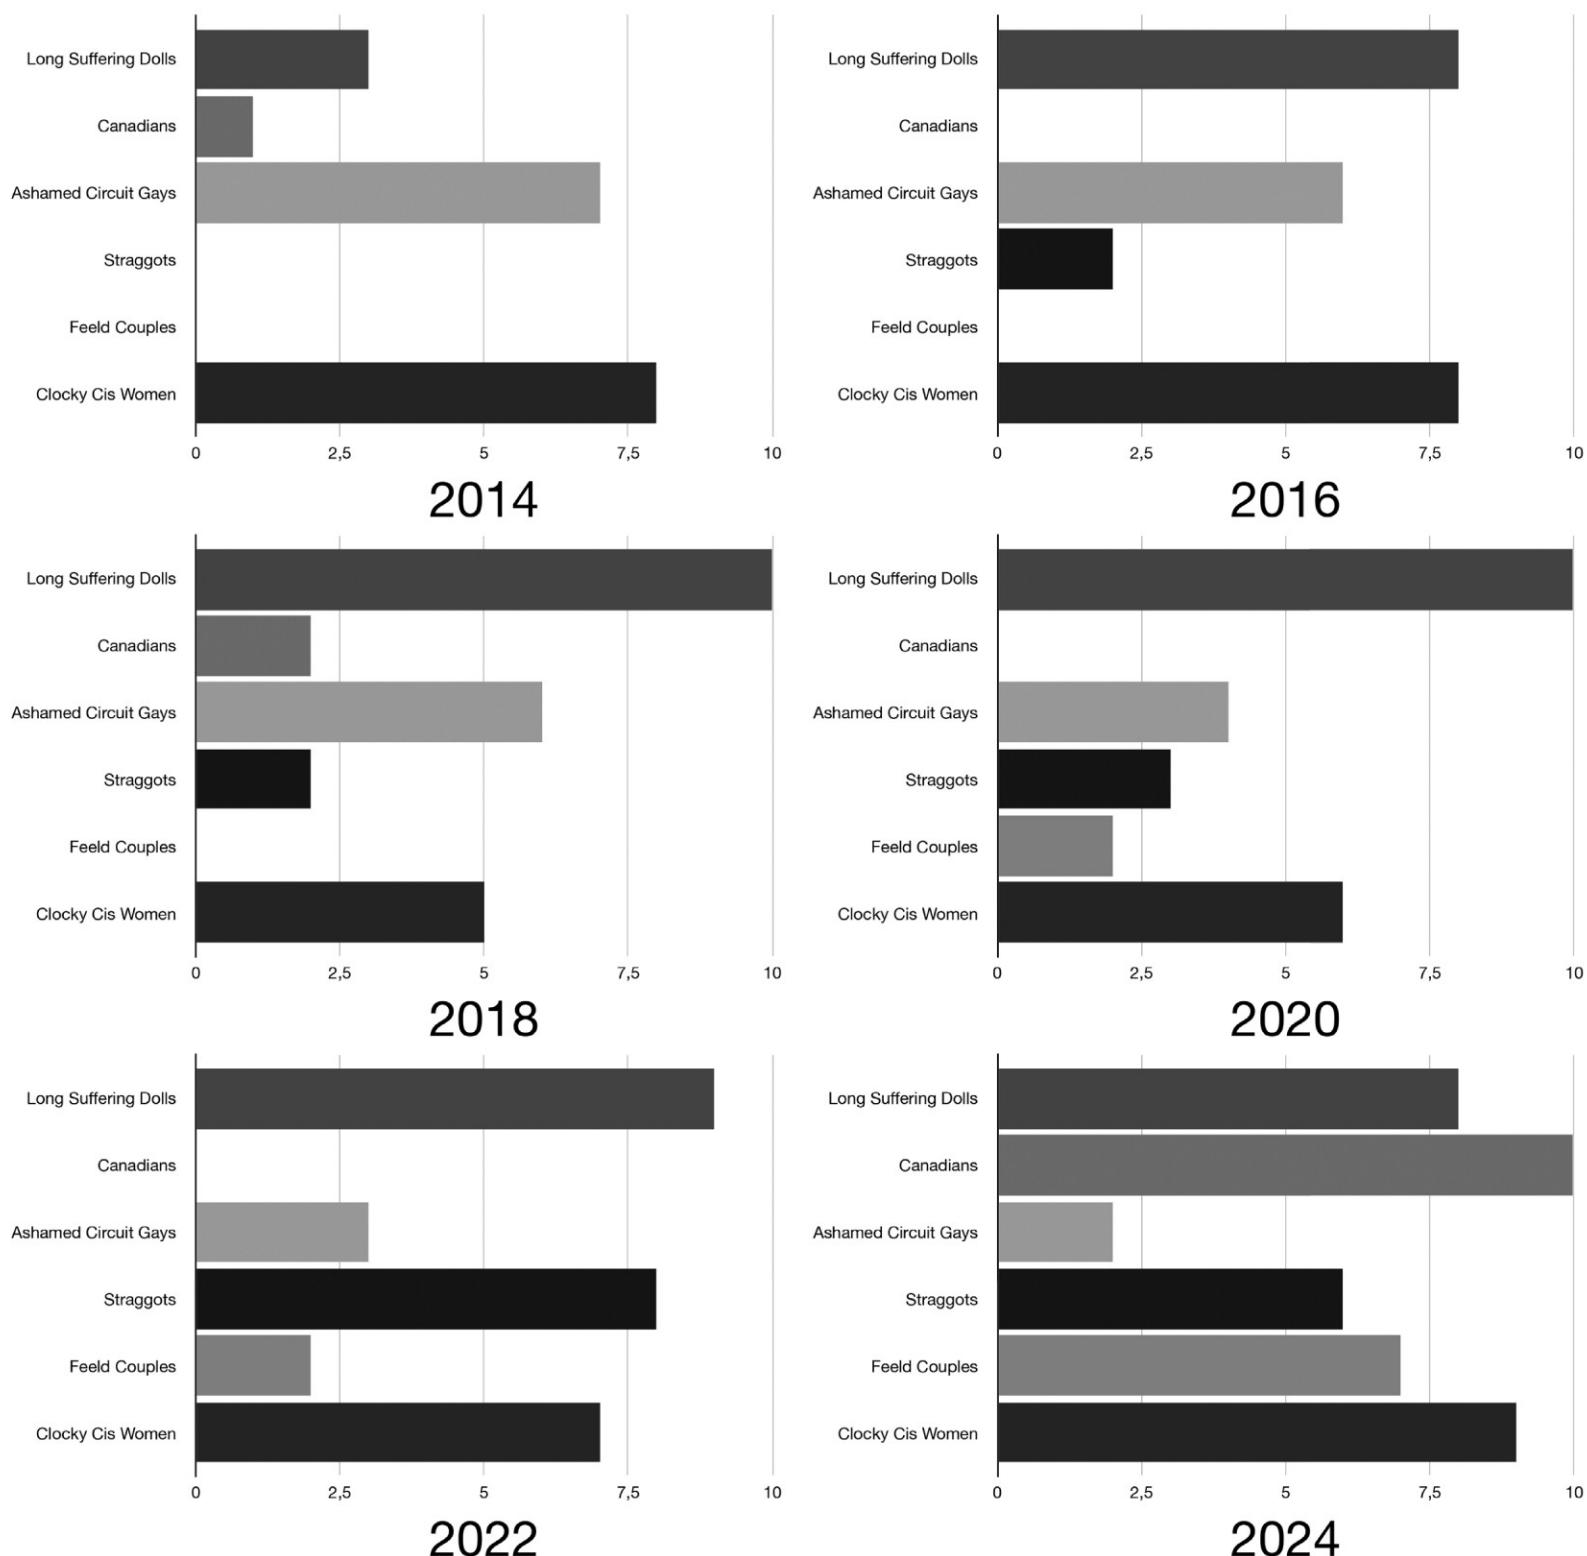 Long Suffering Dolls
Canadians
Ashamed Circuit Gays
Straggots
Feeld Couples
Clocky Cis Women
0 2,5 5 7,5 10
2014
Long Suffering Dolls
Canadians
Ashamed Circuit Gays
Straggots
Feeld Couples
Clocky Cis Women
0 2,5 5 7,5 10
2016
Long Suffering Dolls
Canadians
Ashamed Circuit Gays
Straggots
Feeld Couples
Clocky Cis Women
0 2,5 5 7,5 10
2018
Long Suffering Dolls
Canadians
Ashamed Circuit Gays
Straggots
Feeld Couples
Clocky Cis Women
0 2,5 5 7,5 10
2020
Long Suffering Dolls
Canadians
Ashamed Circuit Gays
Straggots
Feeld Couples
Clocky Cis Women
0 2,5 5 7,5 10
2022
Long Suffering Dolls
Canadians
Ashamed Circuit Gays
Straggots
Feeld Couples
Clocky Cis Women
0 2,5 5 7,5 10
2024